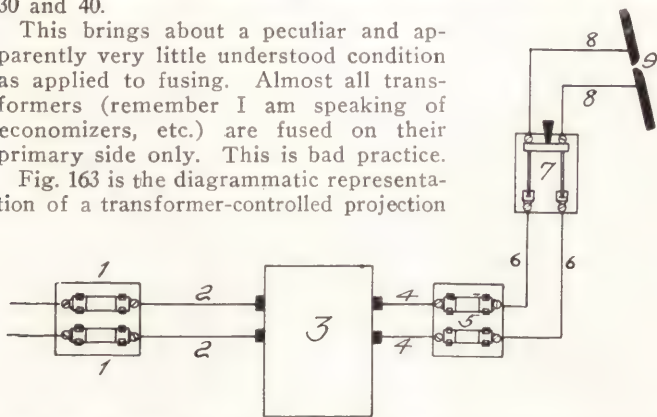 30 and 40.
This brings about a peculiar and ap-
parently very little understood condition
as applied to fusing. Almost all trans-
formers (remember I am speaking of
economizers, etc.) are fused on their
primary side only. This is bad practice.
Fig. 163 is the diagrammatic representa-
tion of a transformer-controlled projection
8
9
8
7
6 6
1
2
4
3
5
2
4
1